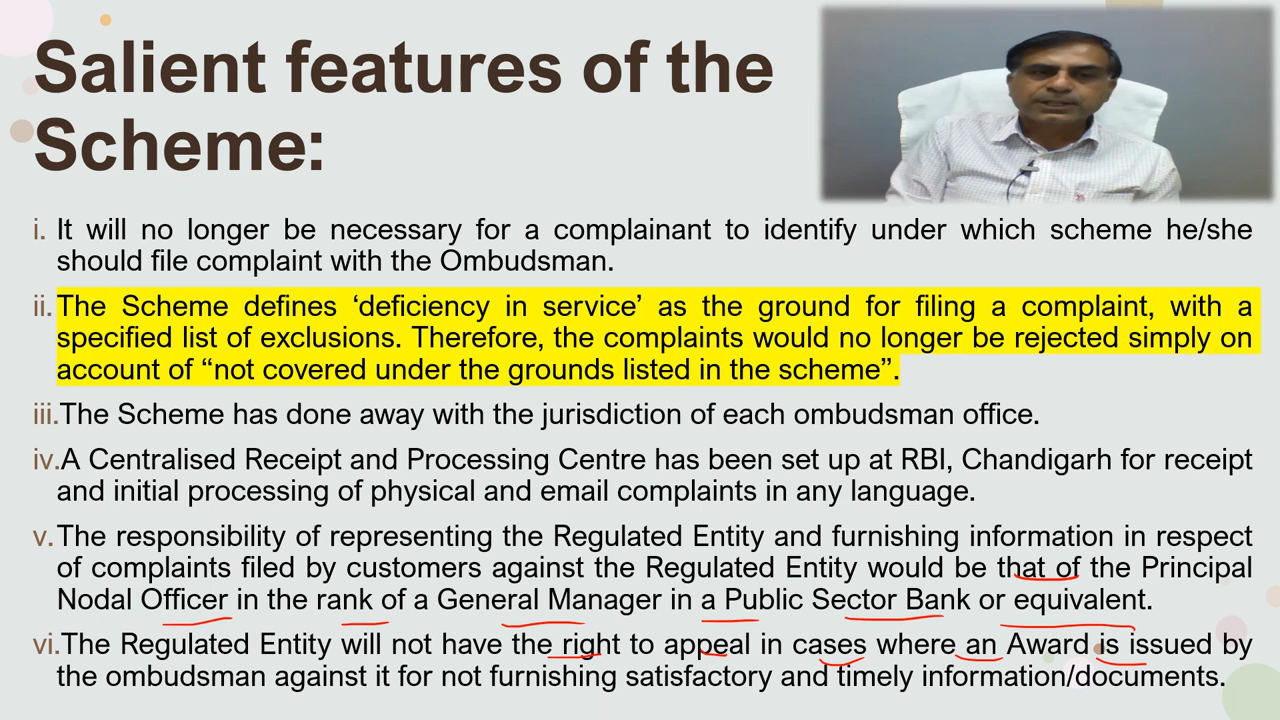 Salient features of the
Scheme:
i. It will no longer be necessary for a complainant to identify under which scheme he/she
should file complaint with the Ombudsman.
ii. The Scheme defines ‘deficiency in service’ as the ground for filing a complaint, with a
specified list of exclusions. Therefore, the complaints would no longer be rejected simply on
account of “not covered under the grounds listed in the scheme”.
iii.The Scheme has done away with the jurisdiction of each ombudsman office.
iv.A Centralised Receipt and Processing Centre has been set up at RBI, Chandigarh for receipt
and initial processing of physical and email complaints in any language.
v. The responsibility of representing the Regulated Entity and furnishing information in respect
of complaints filed by customers against the Regulated Entity would be that of the Principal
Nodal Officer in the rank of a General Manager in a Public Sector Bank or equivalent.
vi.The Regulated Entity will not have the right to appeal in cases where an Award is issued by
the ombudsman against it for not furnishing satisfactory and timely information/documents.